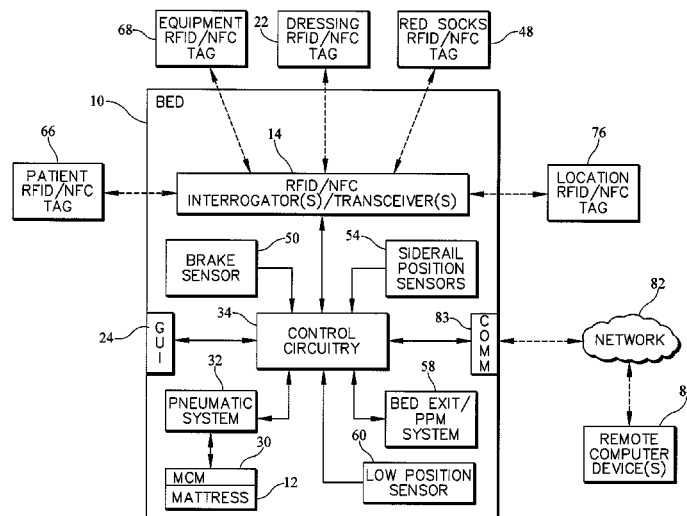 EQUIPMENT
RFID/NFC
TAG
68
DRESSING
RFID/NFC
TAG
22
RED SOCKS
RFID/NFC
TAG
48
10
BED
66
PATIENT
RFID/NFC
TAG
14
RFID/NFC
INTERROGATOR(S)/TRANSCEIVER(S)
76
LOCATION
RFID/NFC
TAG
50
BRAKE
SENSOR
54
SIDERAIL
POSITION
SENSORS
34
CONTROL
CIRCUITRY
24
GUI
83
COMM
82
NETWORK
32
PNEUMATIC
SYSTEM
58
BED EXIT/
PPM
SYSTEM
30
MCM
MATTRESS
12
60
LOW POSITION
SENSOR
8
REMOTE
COMPUTER
DEVICE(S)